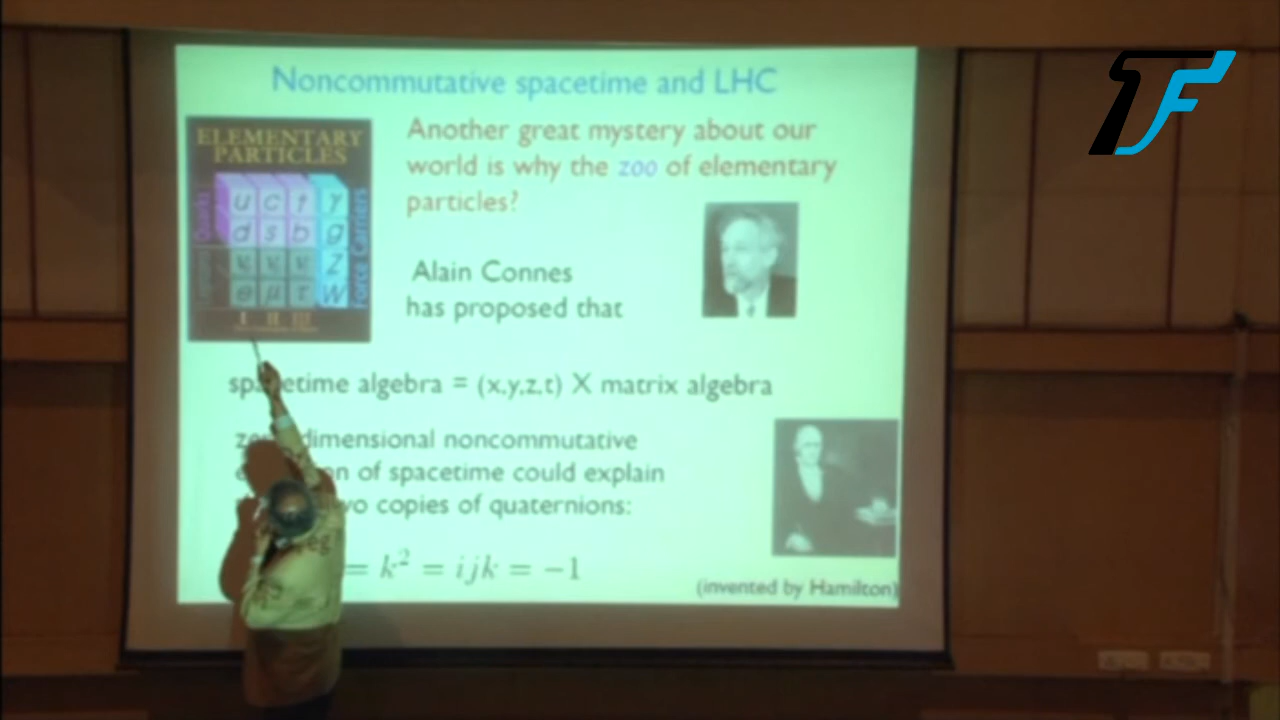 Noncommutative spacetime and LHC
ELEMENTARY
PARTICLES
Another great mystery about our
world is why the zoo of elementary
particles?
u c t γ
d s b g
ν ν ν Z
e μ τ W
Force Carriers
I II III
Alain Connes
has proposed that
algebra = (x,y,z,t) X matrix algebra
dimensional noncommutative
of spacetime could explain
copies of quaternions:
= k² = ijk = −1
(invented by Hamilton)
TF